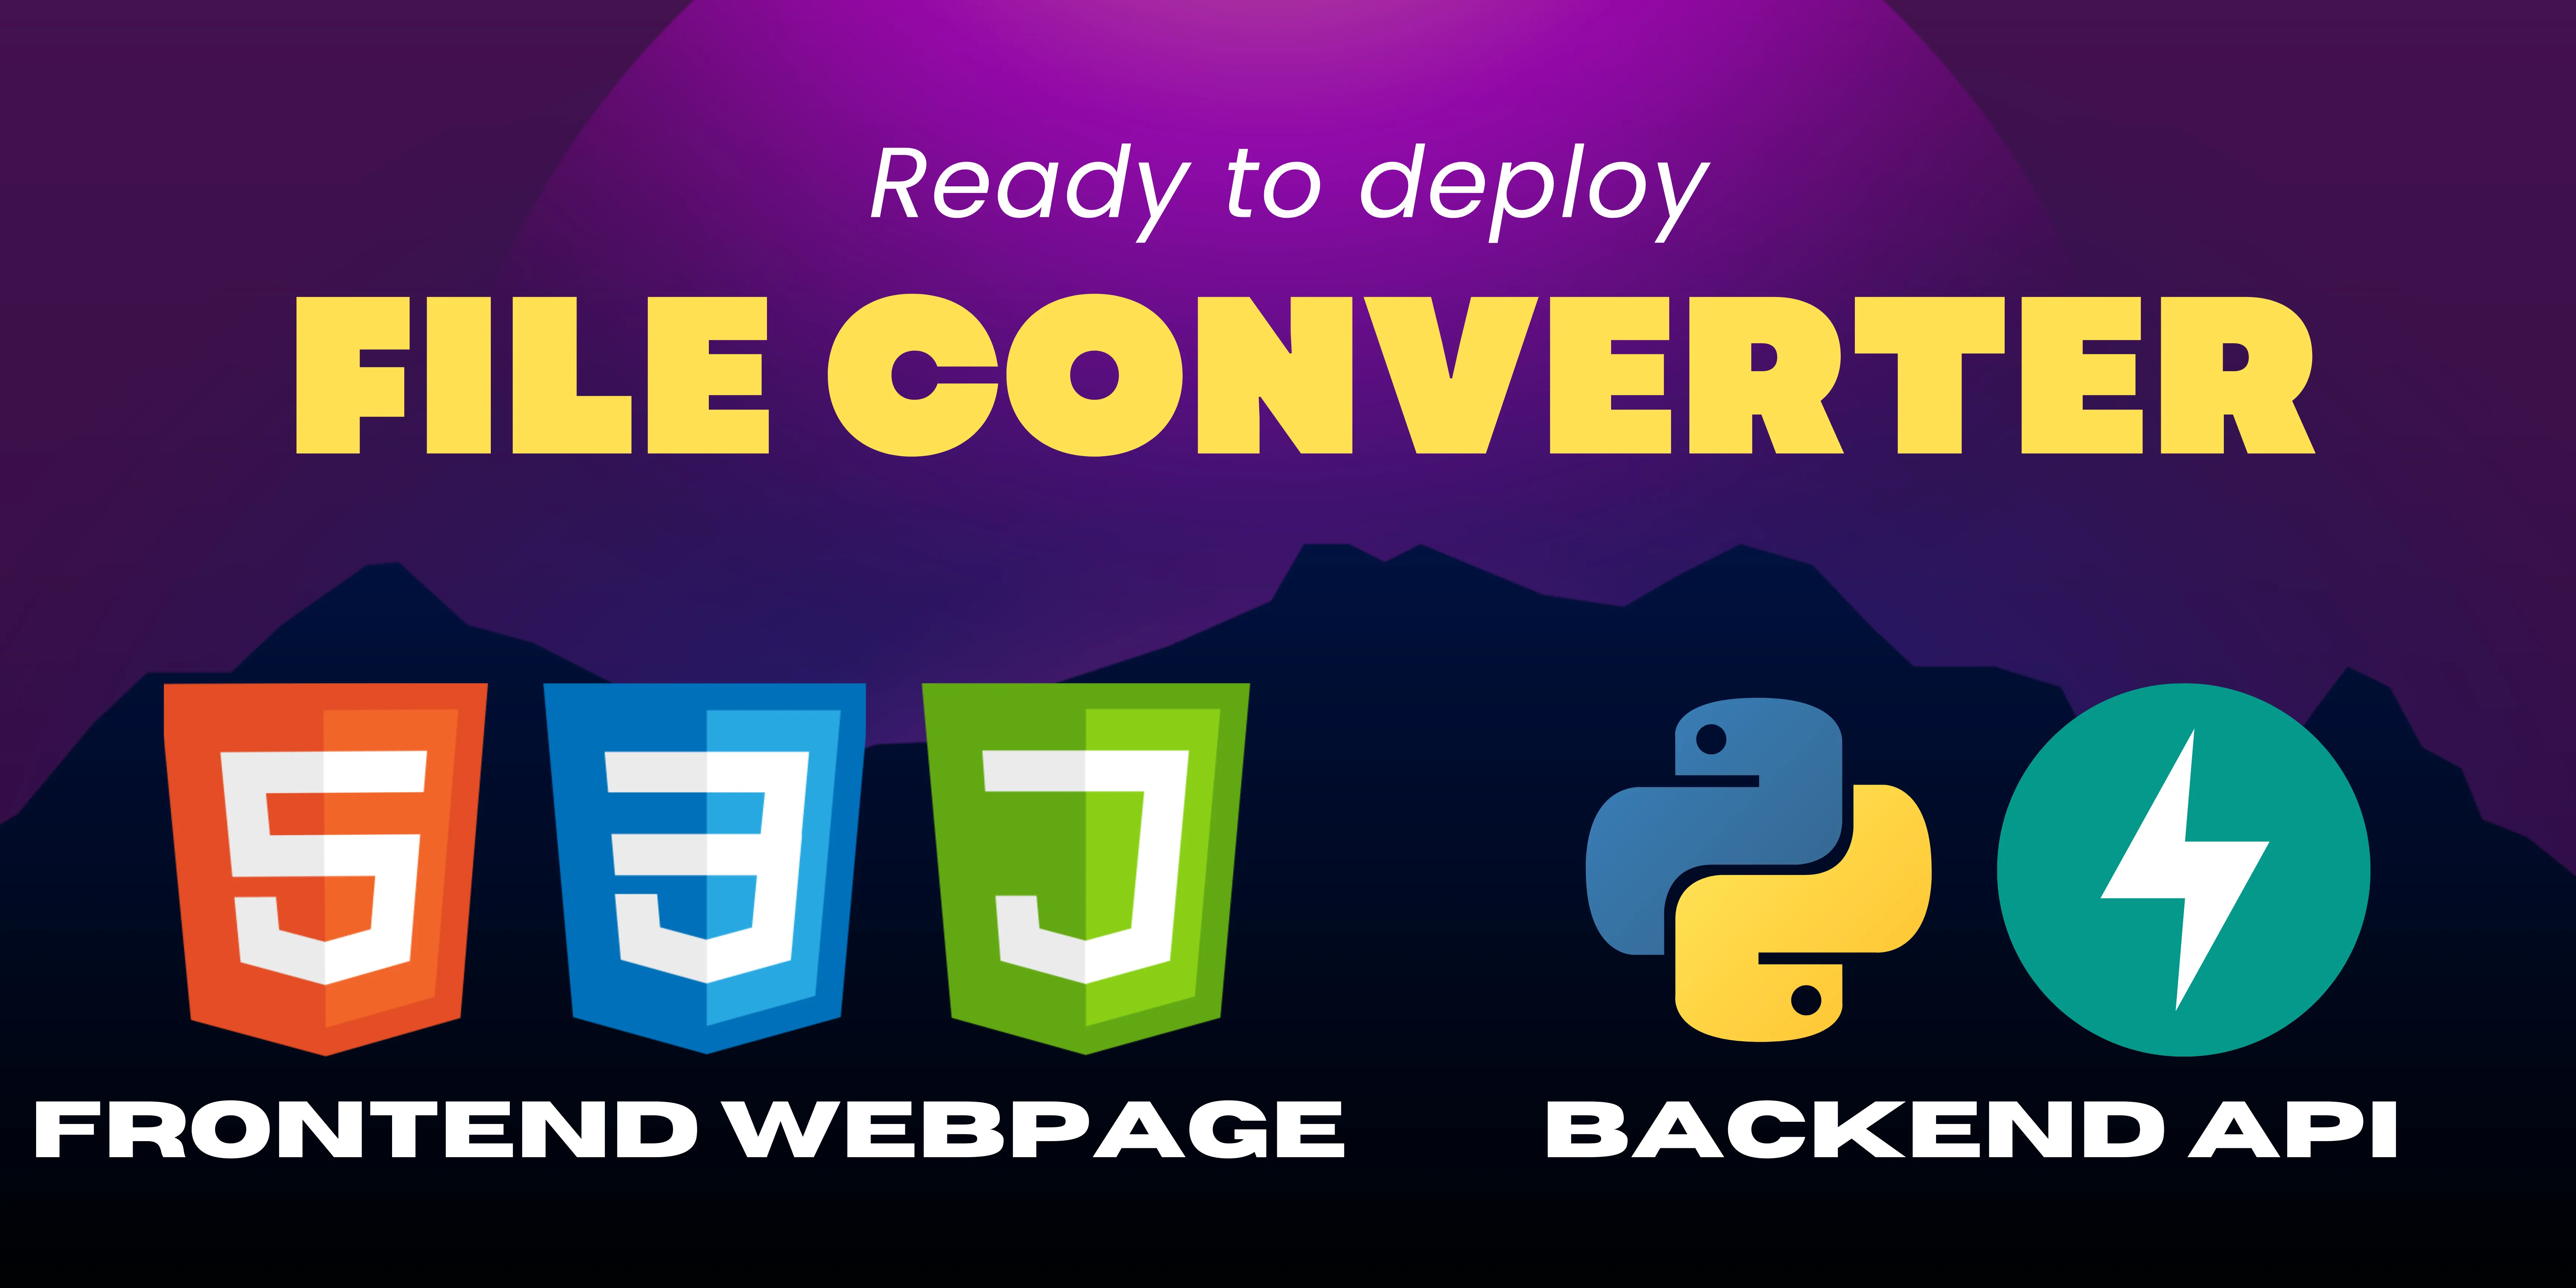 Ready to deploy
FILE CONVERTER
FRONTEND WEBPAGE
BACKEND API